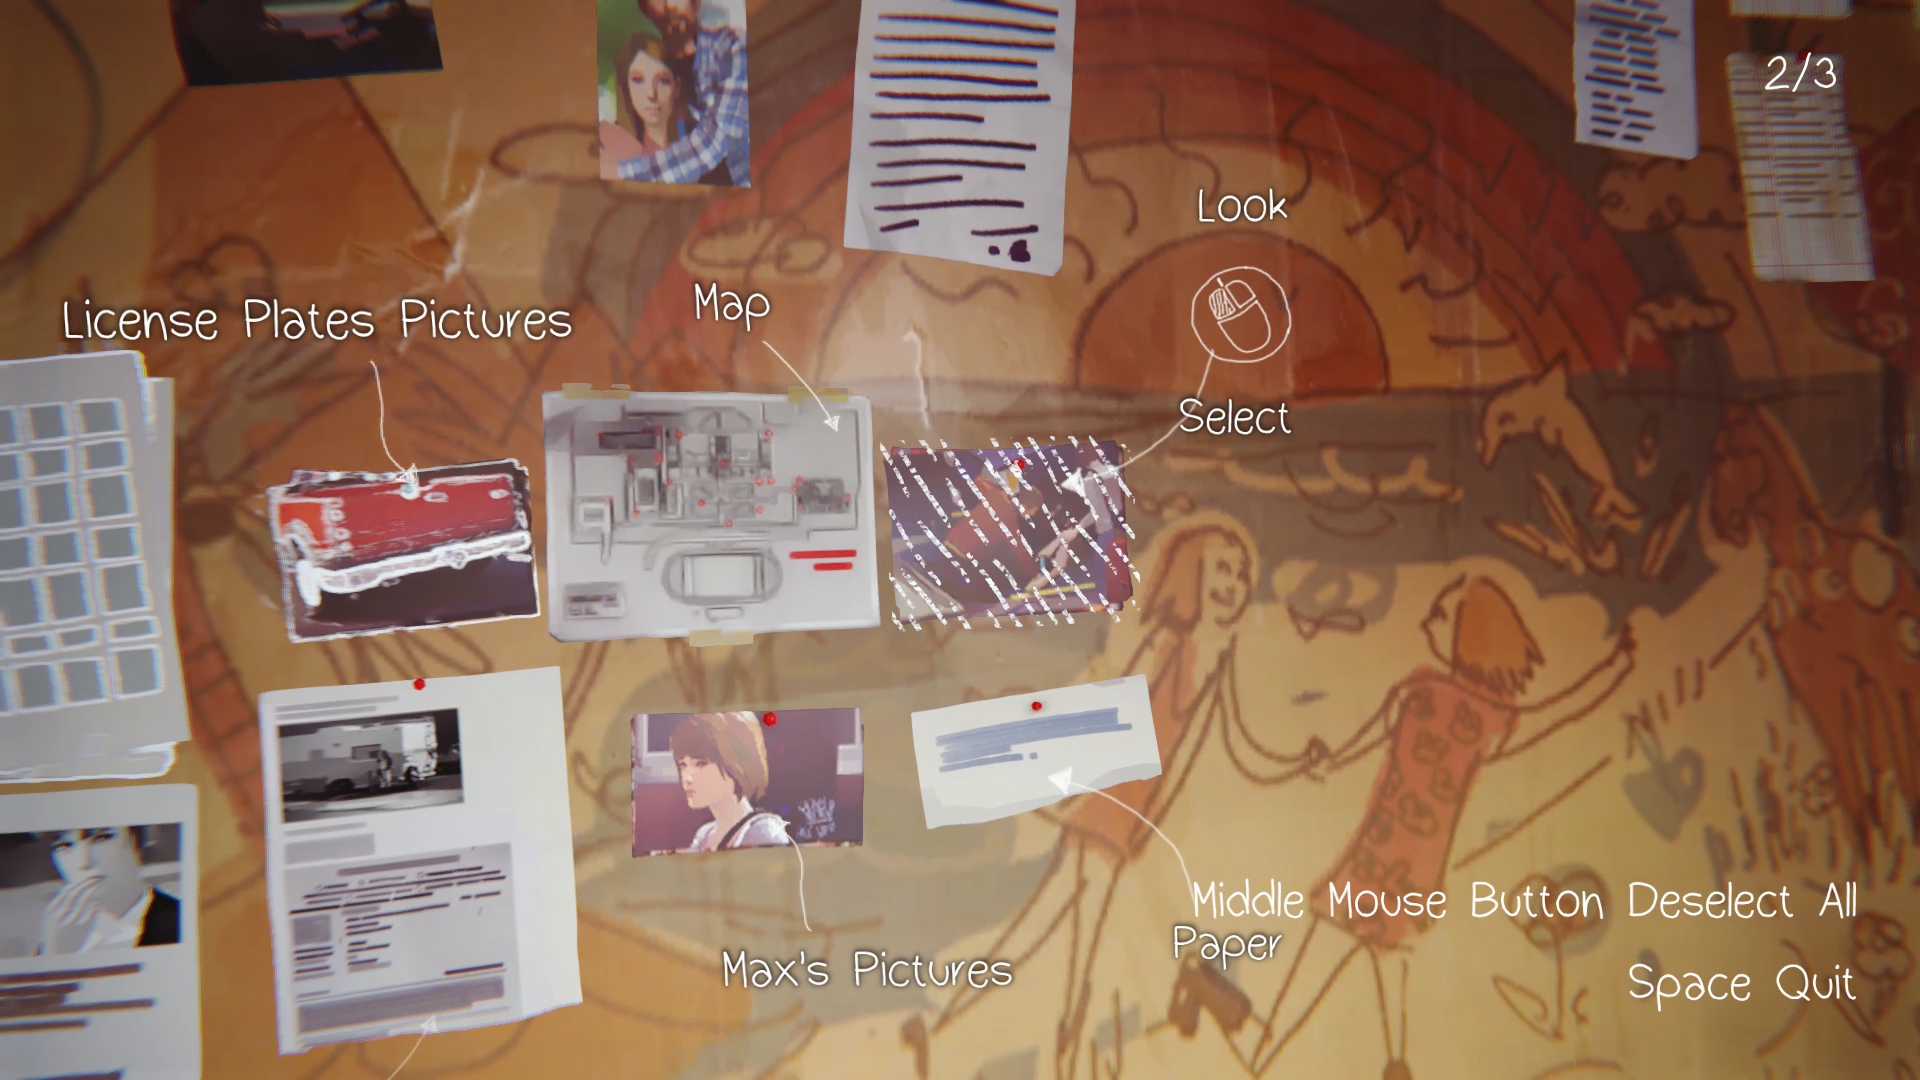 2/3
Look
License Plates Pictures
Map
Select
Middle Mouse Button Deselect All
Paper
Max's Pictures
Space Quit